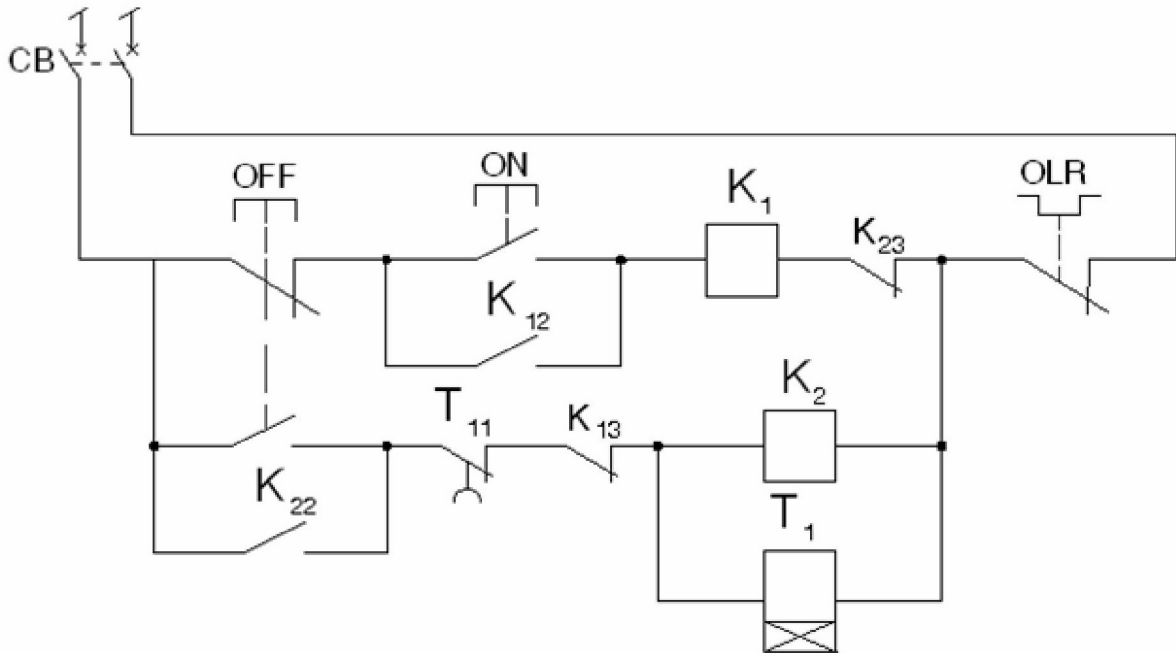 CB
OFF
ON
K₁
OLR
K₂₃
K₁₂
K₂
T₁₁
K₁₃
K₂₂
T₁